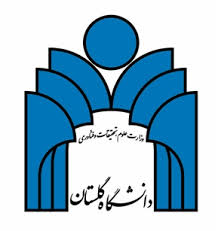 وزارت علوم، تحقیقات و فناوری
دانشگاه گلستان